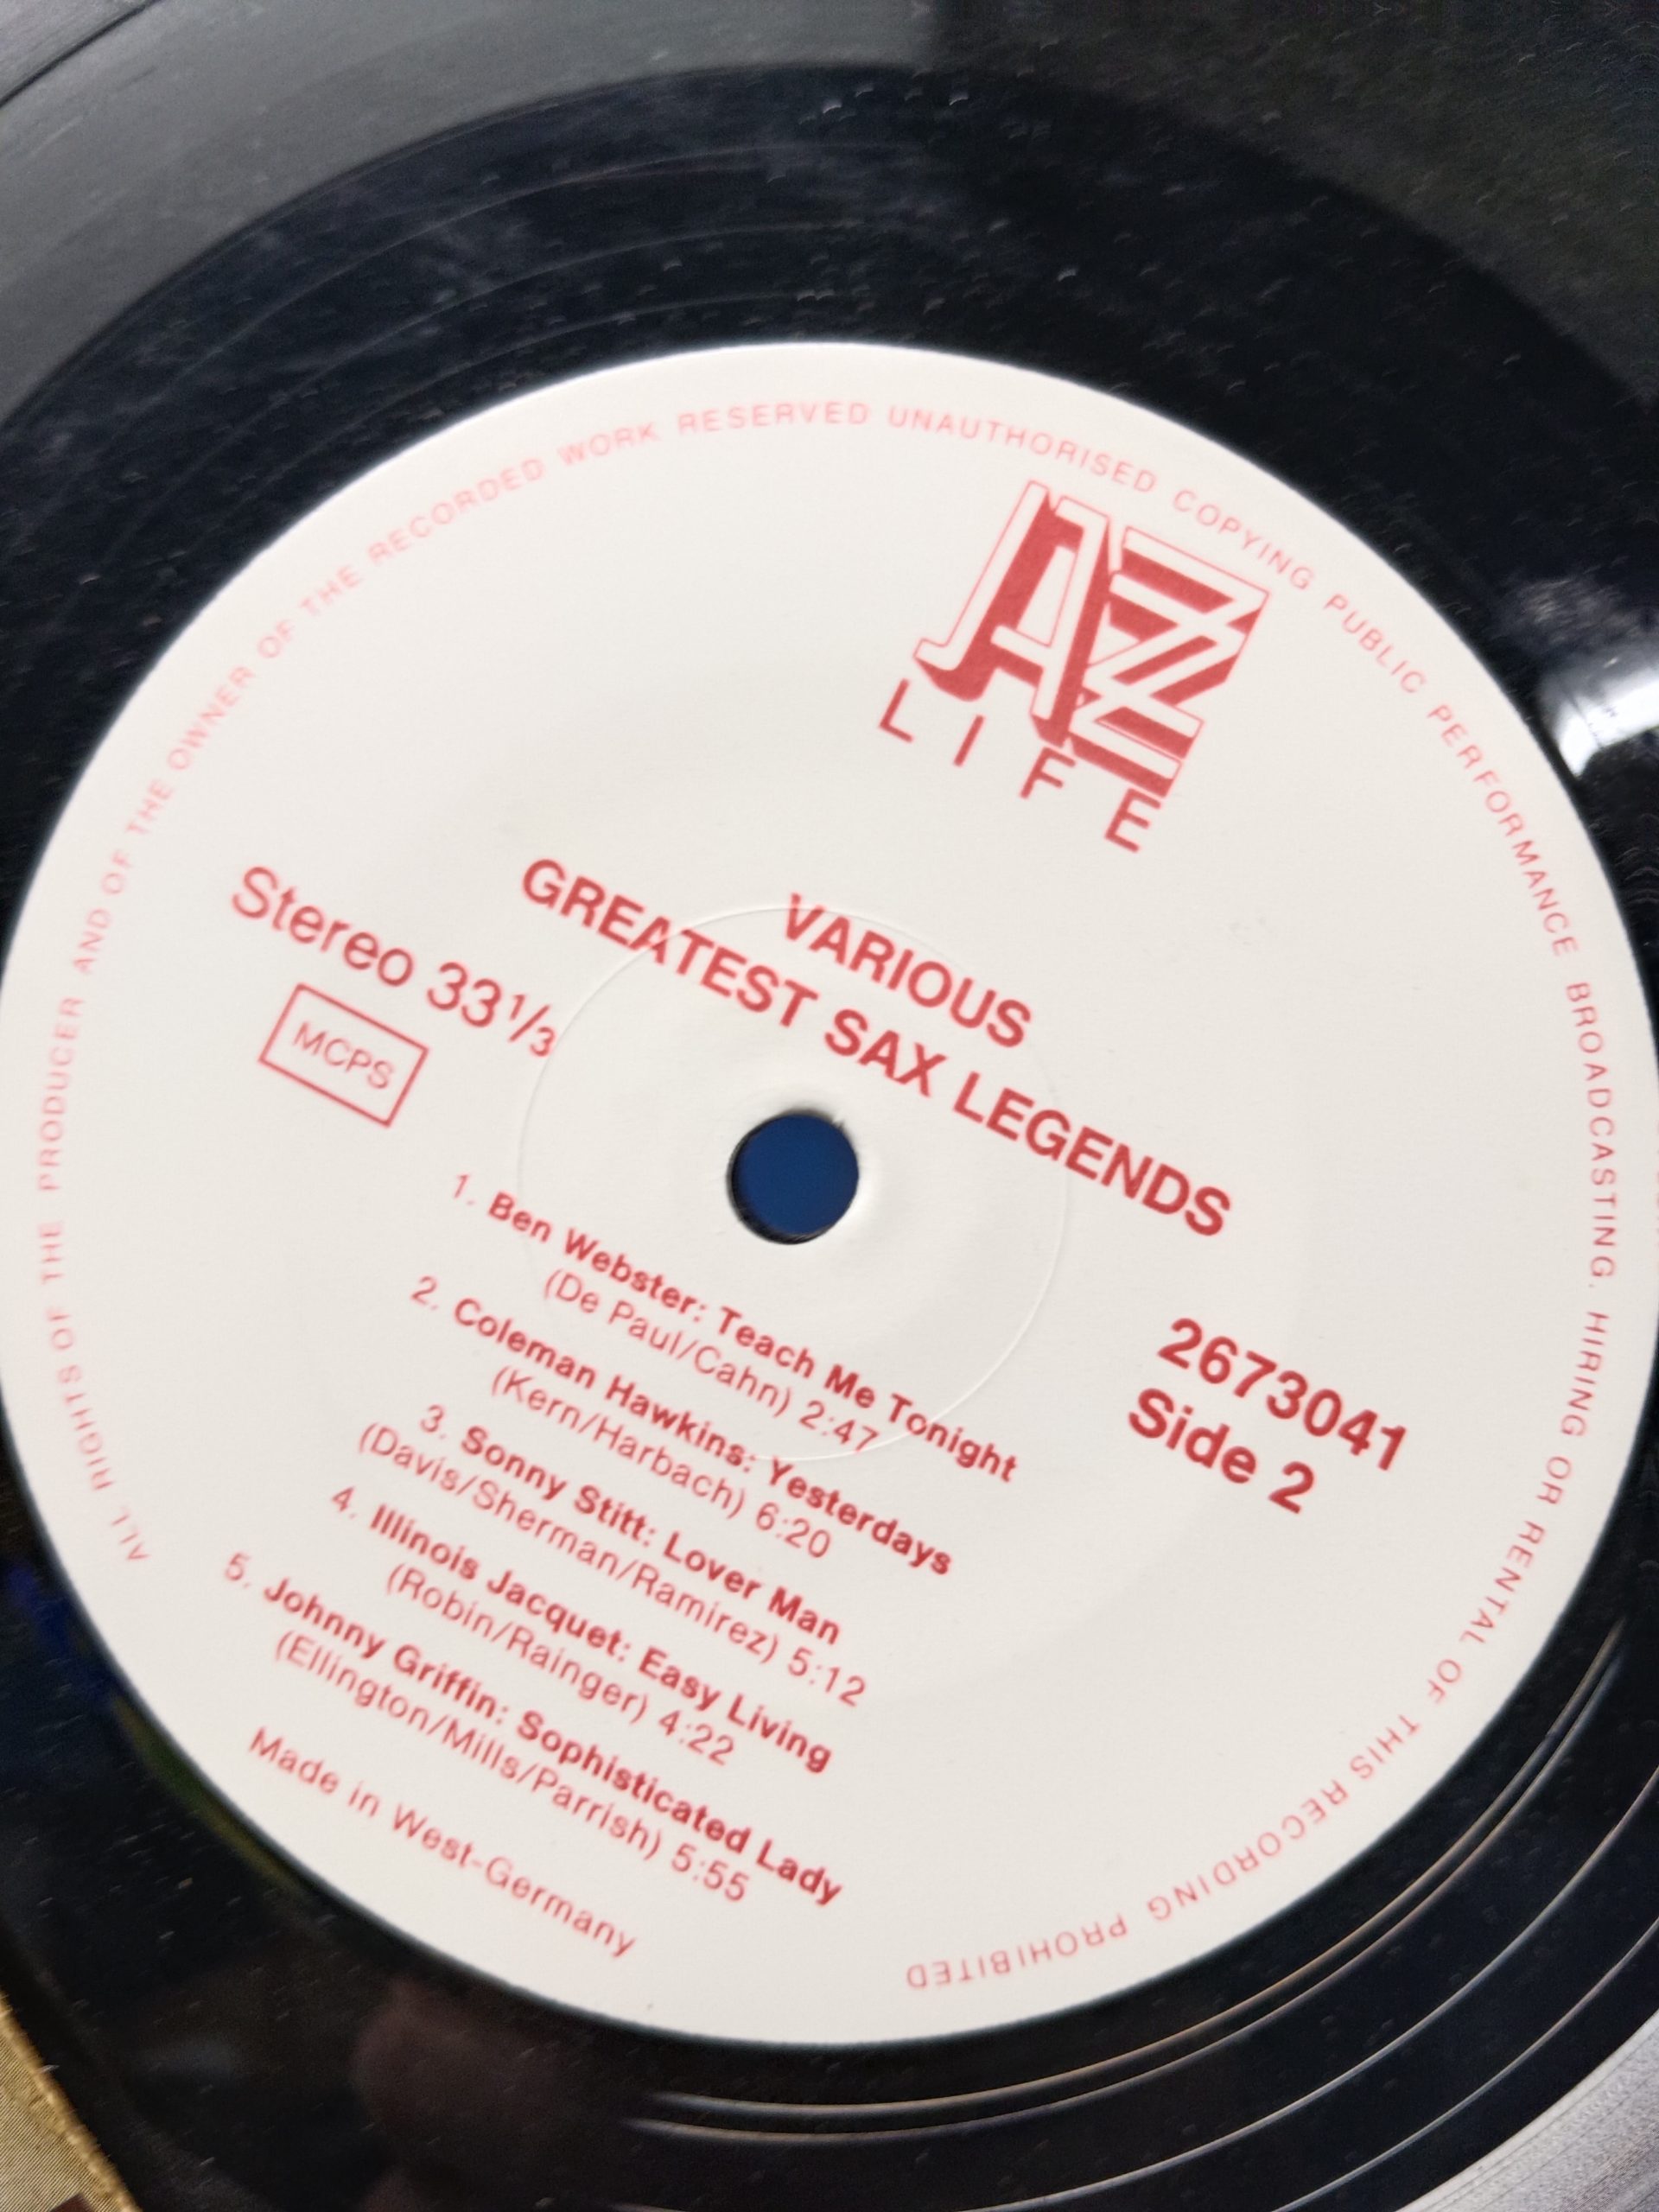 ALL RIGHTS OF THE PRODUCER AND OF THE OWNER OF THE RECORDED WORK RESERVED UNAUTHORISED COPYING PUBLIC PERFORMANCE BROADCASTING. HIRING OR RENTAL OF THIS RECORDING PROHIBITED
JAZZ
LIFE
VARIOUS
GREATEST SAX LEGENDS
Stereo 33⅓
MCPS
2673041
Side 2
1. Ben Webster: Teach Me Tonight
(De Paul/Cahn) 2:47
2. Coleman Hawkins: Yesterdays
(Kern/Harbach) 6:20
3. Sonny Stitt: Lover Man
(Davis/Sherman/Ramirez) 5:12
4. Illinois Jacquet: Easy Living
(Robin/Rainger) 4:22
5. Johnny Griffin: Sophisticated Lady
(Ellington/Mills/Parrish) 5:55
Made in West-Germany